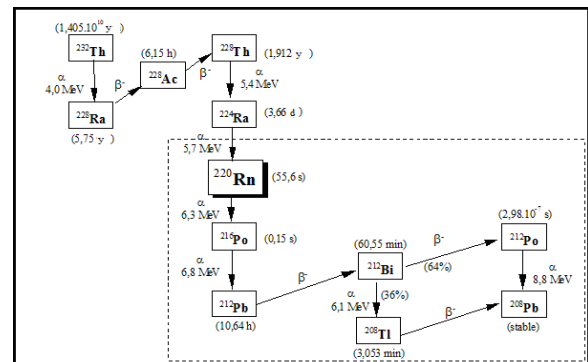 (1,405.10¹⁰ y)
²³²Th
α
4,0 MeV
²²⁸Ra
(5,75 y)
β⁻
(6,15 h)
²²⁸Ac
β⁻
²²⁸Th
(1,912 y)
α
5,4 MeV
²²⁴Ra
(3,66 d)
α
5,7 MeV
²²⁰Rn
(55,6 s)
α
6,3 MeV
²¹⁶Po
(0,15 s)
α
6,8 MeV
²¹²Pb
(10,64 h)
β⁻
(60,55 min)
²¹²Bi
β⁻
(64%)
(2,98.10⁻⁷ s)
²¹²Po
α
8,8 MeV
α
(36%)
6,1 MeV
²⁰⁸Tl
(3,053 min)
β⁻
²⁰⁸Pb
(stable)